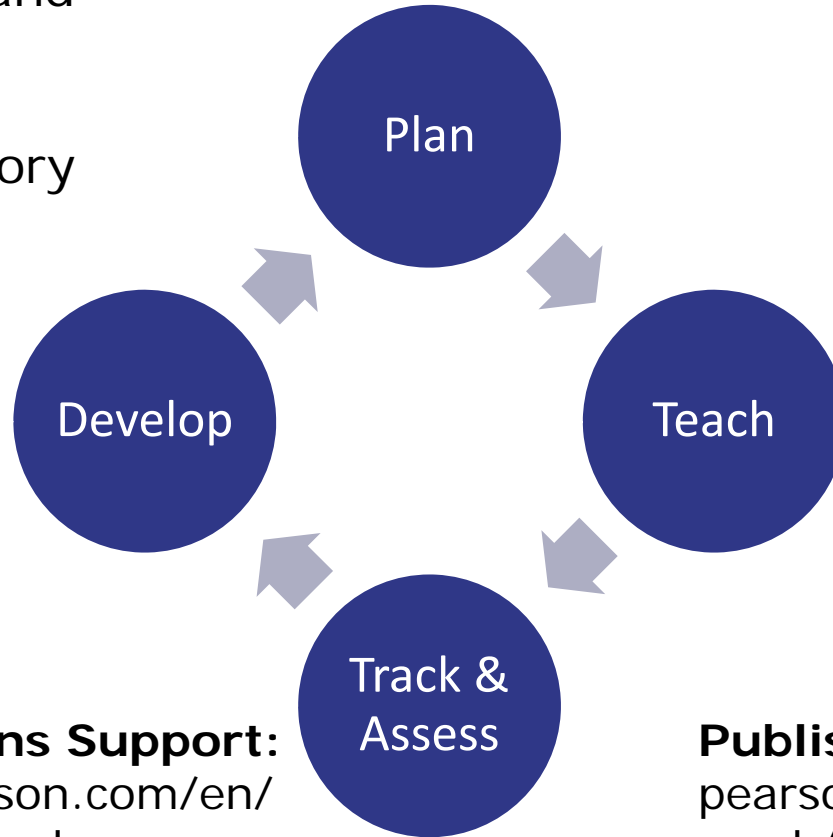 Plan
ory
Develop
Teach
Track &
Assess
ns Support:
son.com/en/
Publis
pearso